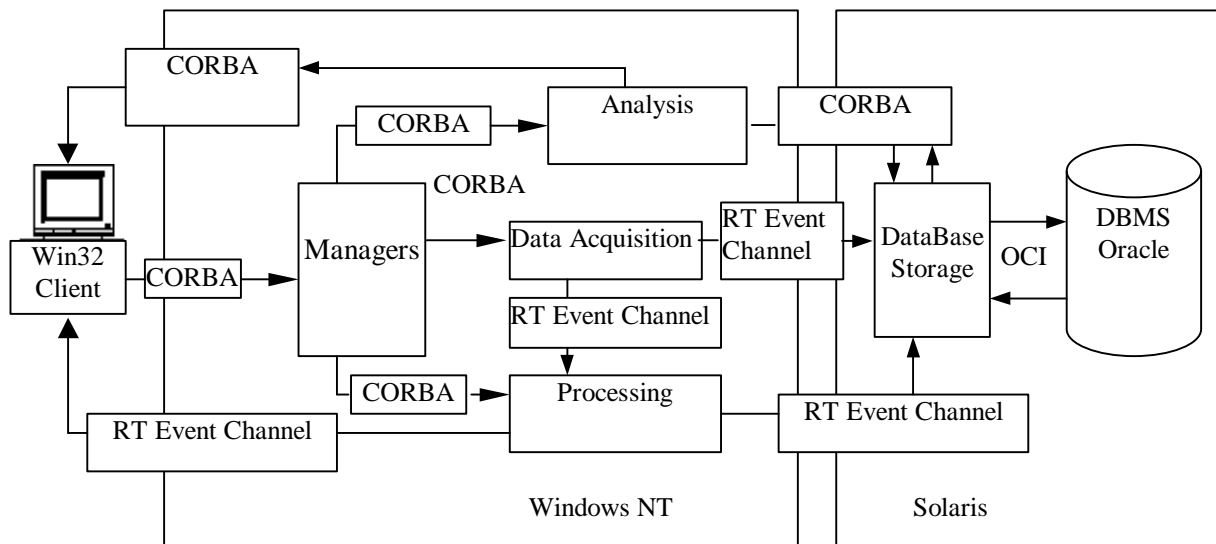 CORBA
Analysis
CORBA
CORBA
CORBA
Managers
Data Acquisition
RT Event
Channel
DataBase
Storage
OCI
DBMS
Oracle
Win32
Client
CORBA
RT Event Channel
CORBA
Processing
RT Event Channel
RT Event Channel
Windows NT
Solaris